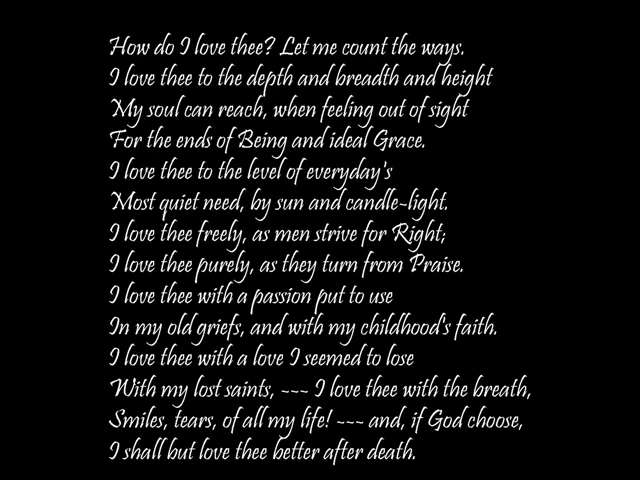 How do I love thee? Let me count the ways.
I love thee to the depth and breadth and height
My soul can reach, when feeling out of sight
For the ends of Being and ideal Grace.
I love thee to the level of everyday's
Most quiet need, by sun and candle-light.
I love thee freely, as men strive for Right;
I love thee purely, as they turn from Praise.
I love thee with a passion put to use
In my old griefs, and with my childhood's faith.
I love thee with a love I seemed to lose
With my lost saints, --- I love thee with the breath,
Smiles, tears, of all my life! --- and, if God choose,
I shall but love thee better after death.